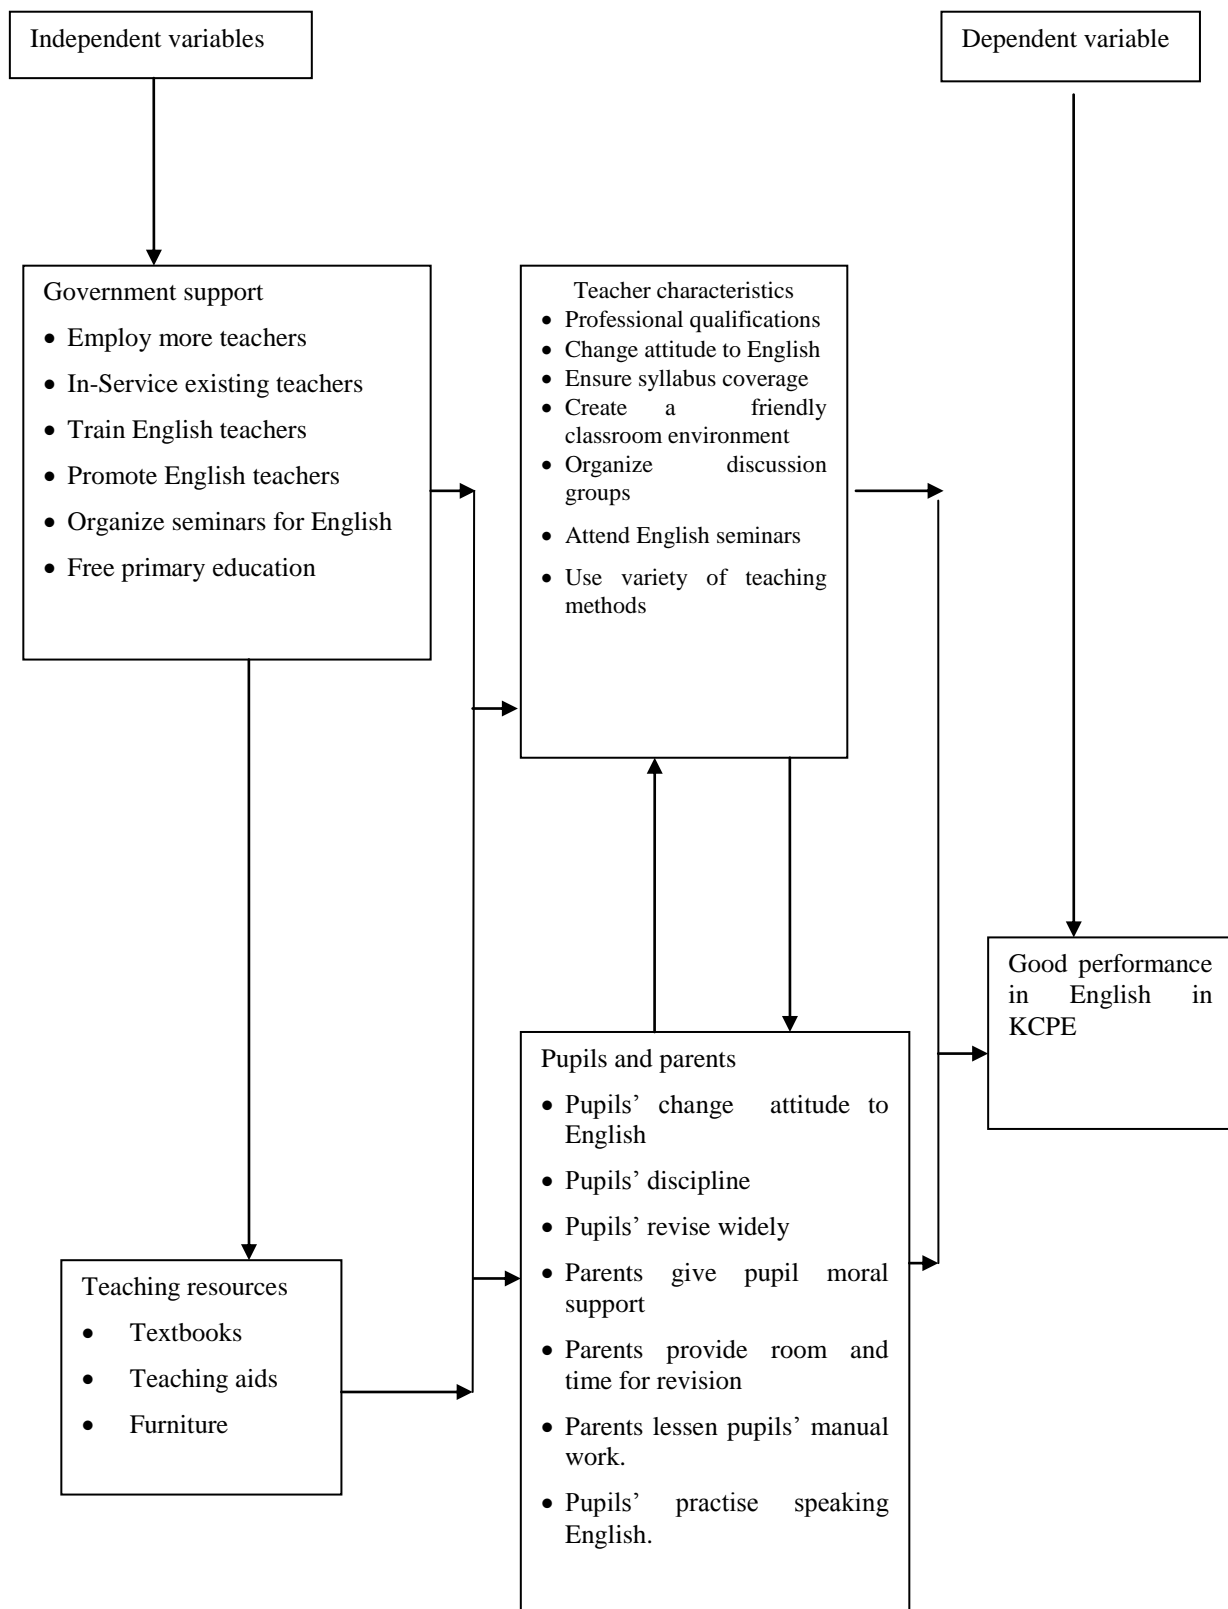 Independent variables
Dependent variable
Government support
• Employ more teachers
• In-Service existing teachers
• Train English teachers
• Promote English teachers
• Organize seminars for English
• Free primary education
Teacher characteristics
• Professional qualifications
• Change attitude to English
• Ensure syllabus coverage
• Create a friendly
classroom environment
• Organize discussion
groups
• Attend English seminars
• Use variety of teaching
methods
Good performance
in English in
KCPE
Pupils and parents
• Pupils’ change attitude to
English
• Pupils’ discipline
• Pupils’ revise widely
• Parents give pupil moral
support
• Parents provide room and
time for revision
• Parents lessen pupils’ manual
work.
• Pupils’ practise speaking
English.
Teaching resources
• Textbooks
• Teaching aids
• Furniture